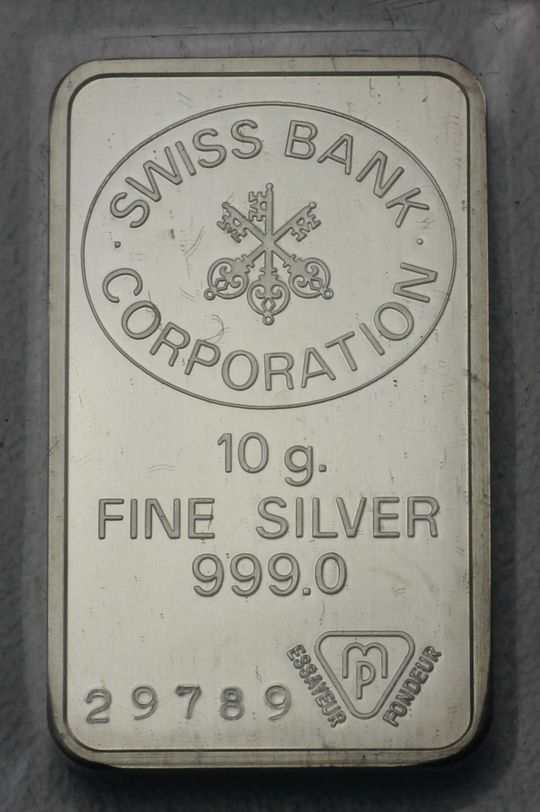 SWISS BANK
· CORPORATION ·
10 g.
FINE SILVER
999.0
29789
ESSAYEUR
MP
FONDEUR